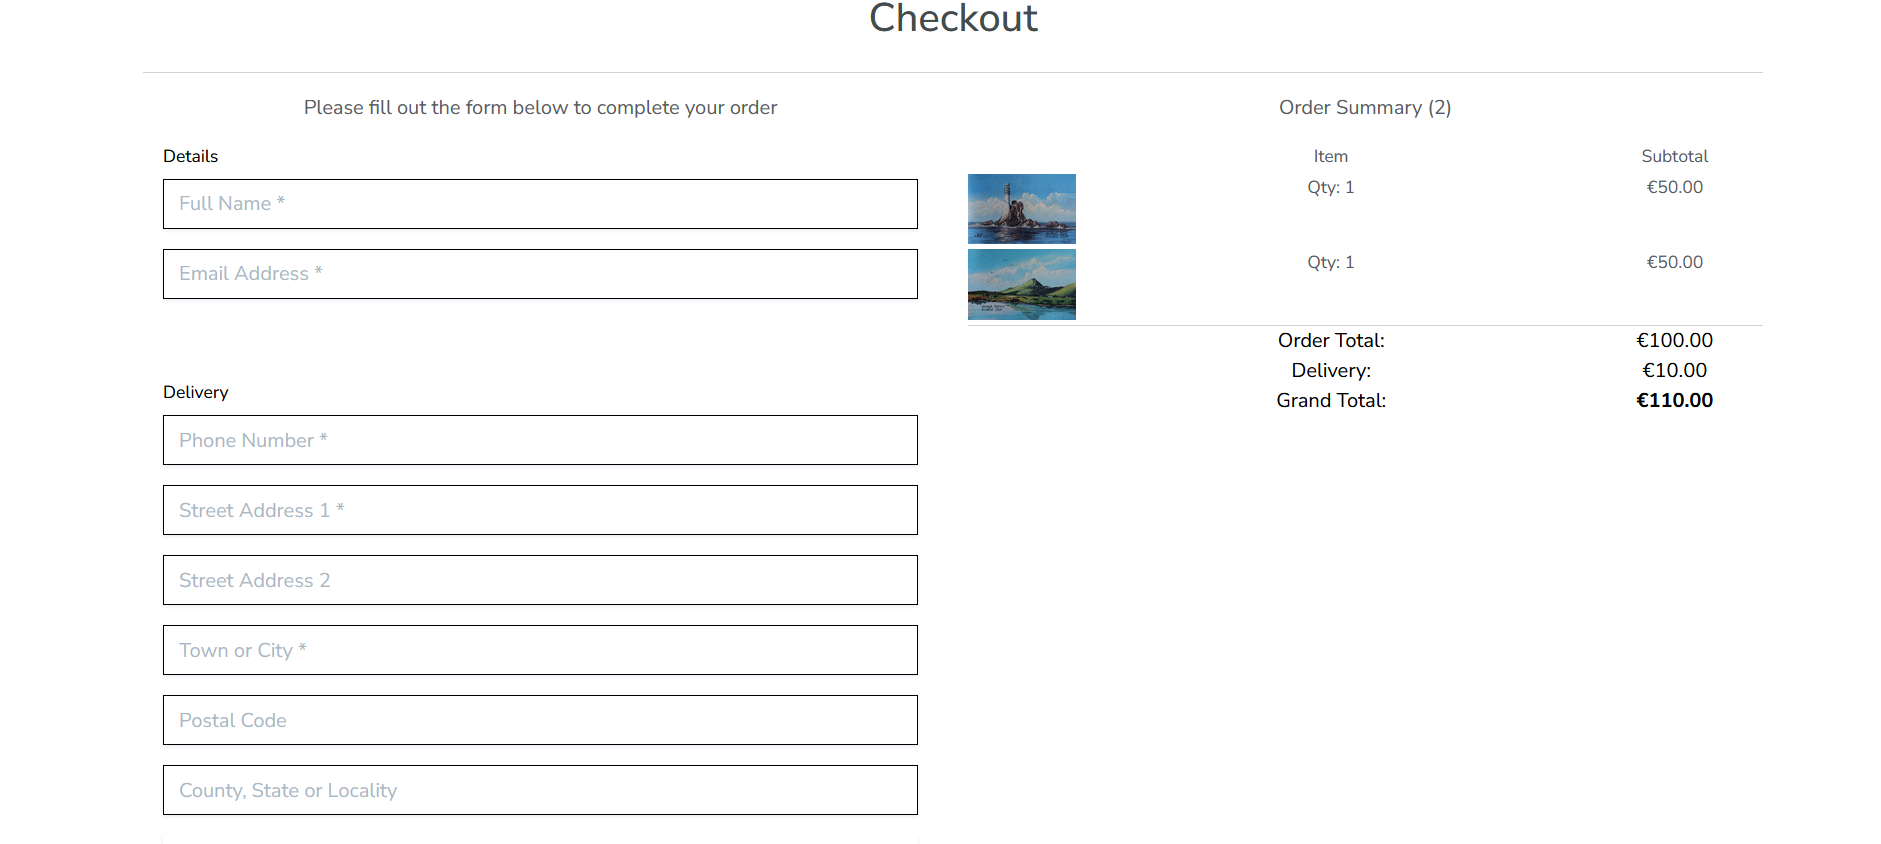 Checkout
Please fill out the form below to complete your order
Details
Full Name *
Email Address *
Delivery
Phone Number *
Street Address 1 *
Street Address 2
Town or City *
Postal Code
County, State or Locality
Order Summary (2)
Item Subtotal
Qty: 1 €50.00
Qty: 1 €50.00
Order Total: €100.00
Delivery: €10.00
Grand Total: €110.00